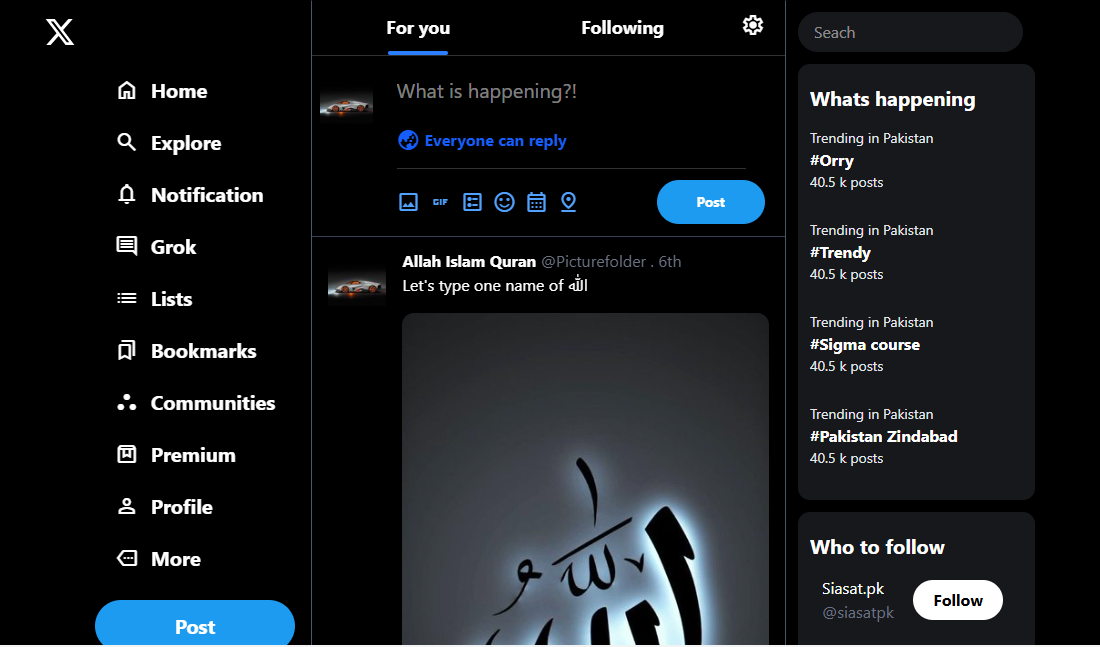 Home
Explore
Notification
Grok
Lists
Bookmarks
Communities
Premium
Profile
More
Post
For you
Following
What is happening?!
Everyone can reply
GIF
Post
Allah Islam Quran @Picturefolder . 6th
Let's type one name of الله
الله
Seach
Whats happening
Trending in Pakistan
#Orry
40.5 k posts
Trending in Pakistan
#Trendy
40.5 k posts
Trending in Pakistan
#Sigma course
40.5 k posts
Trending in Pakistan
#Pakistan Zindabad
40.5 k posts
Who to follow
Siasat.pk
@siasatpk
Follow